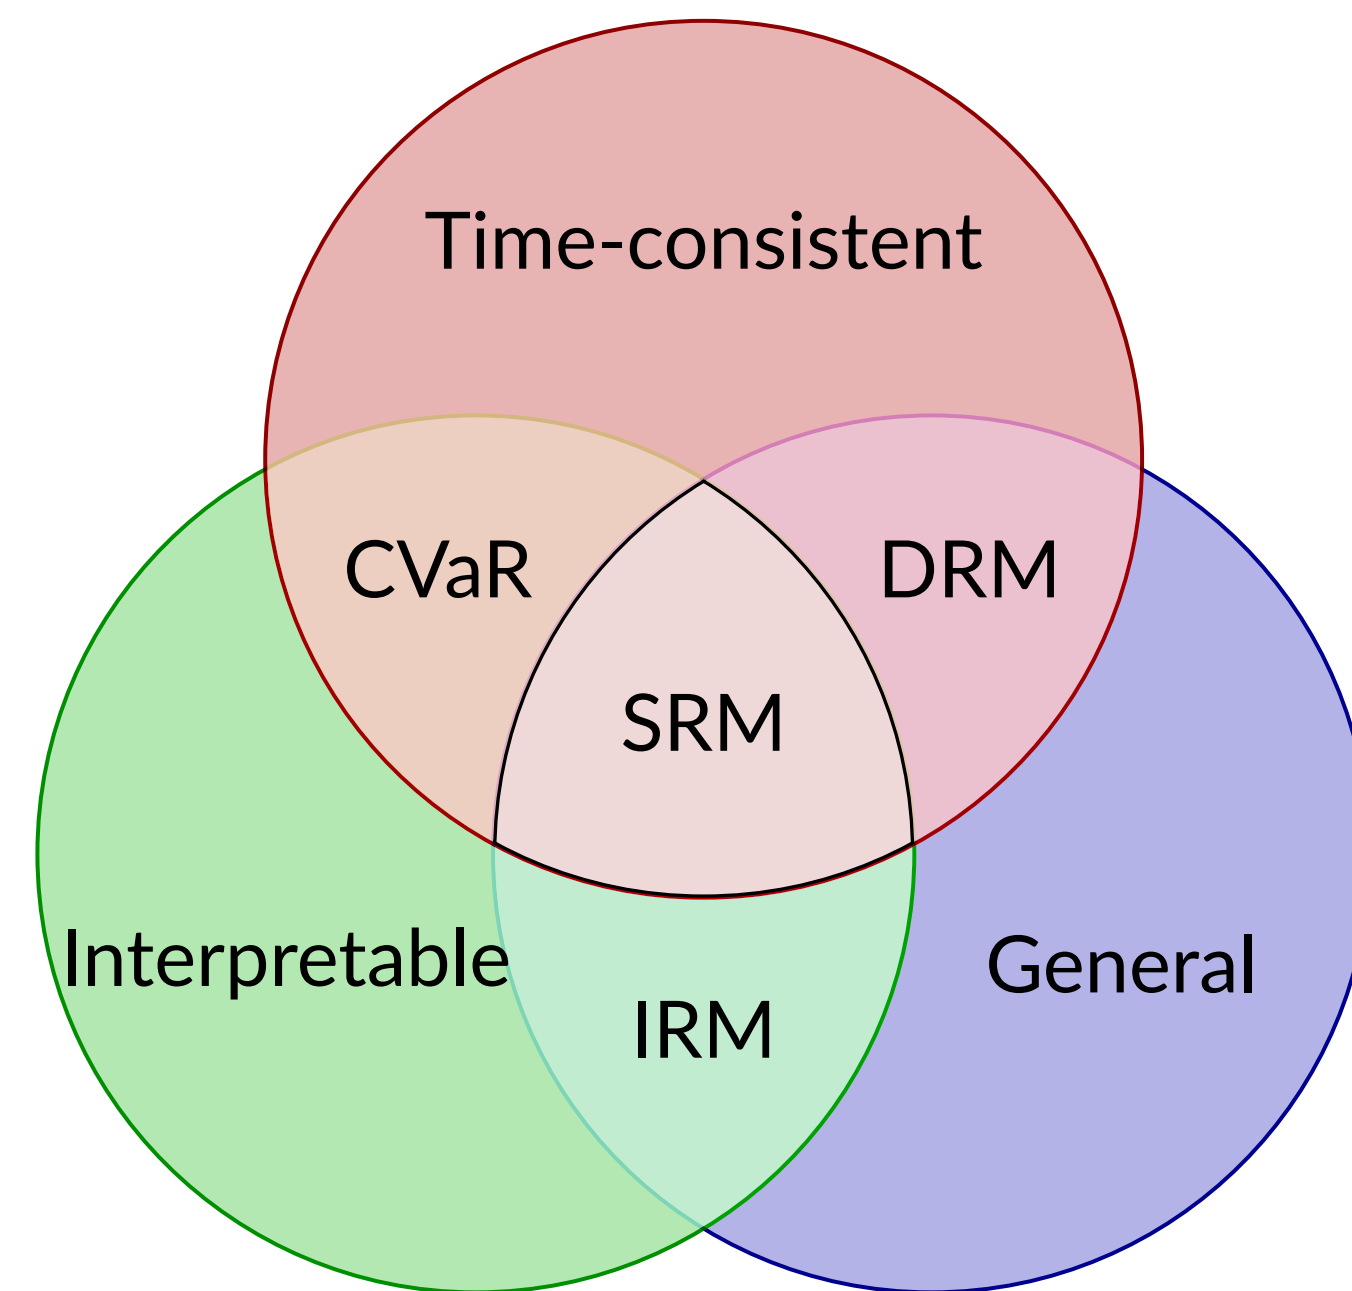 Time-consistent
CVaR
DRM
SRM
Interpretable
General
IRM